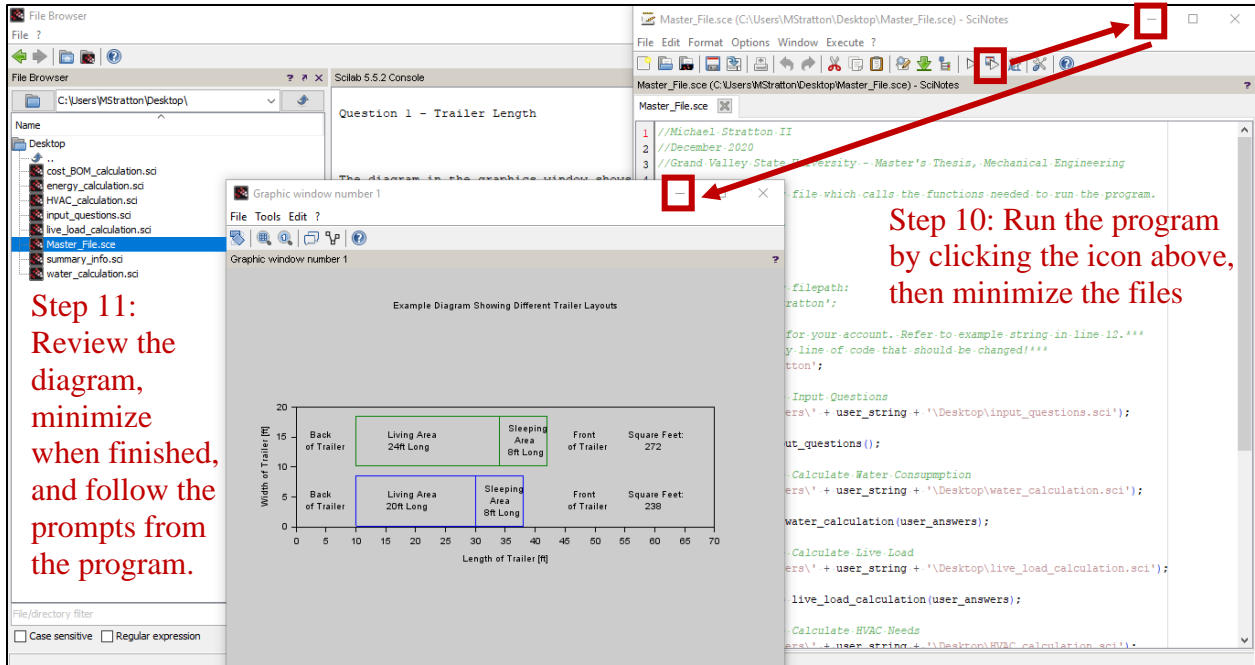 File Browser
File ?
File Browser
C:\Users\MStratton\Desktop\
Name
Desktop
..
cost_BOM_calculation.sci
energy_calculation.sci
HVAC_calculation.sci
input_questions.sci
live_load_calculation.sci
Master_File.sce
summary_info.sci
water_calculation.sci
Step 11:
Review the
diagram,
minimize
when finished,
and follow the
prompts from
the program.
File/directory filter
Case sensitive
Regular expression
Scilab 5.5.2 Console
Question 1 - Trailer Length
The diagram in the graphics window shows
Graphic window number 1
File Tools Edit ?
Graphic window number 1
?
Example Diagram Showing Different Trailer Layouts
Width of Trailer [ft]
20
15
10
5
0
Back
of Trailer
Living Area
24ft Long
Sleeping
Area
8ft Long
Front
of Trailer
Square Feet:
272
Back
of Trailer
Living Area
20ft Long
Sleeping
Area
8ft Long
Front
of Trailer
Square Feet:
238
0 5 10 15 20 25 30 35 40 45 50 55 60 65 70
Length of Trailer [ft]
Master_File.sce (C:\Users\MStratton\Desktop\Master_File.sce) - SciNotes
File Edit Format Options Window Execute ?
Master_File.sce (C:\Users\MStratton\Desktop\Master_File.sce) - SciNotes
?
Master_File.sce
1 //Michael Stratton II
2 //December 2020
3 //Grand Valley State University - Master's Thesis, Mechanical Engineering
file which calls the functions needed to run the program.
Step 10: Run the program
by clicking the icon above,
then minimize the files
filepath:
ratton';
for your account. Refer to example string in line 12.***
y line of code that should be changed!***
tton';
Input Questions
ers\' + user_string + '\Desktop\input_questions.sci');
ut_questions();
Calculate Water Consupmption
ers\' + user_string + '\Desktop\water_calculation.sci');
water_calculation(user_answers);
Calculate Live Load
ers\' + user_string + '\Desktop\live_load_calculation.sci');
live_load_calculation(user_answers);
Calculate HVAC Needs
ers\' + user_string + '\Desktop\HVAC_calculation.sci');